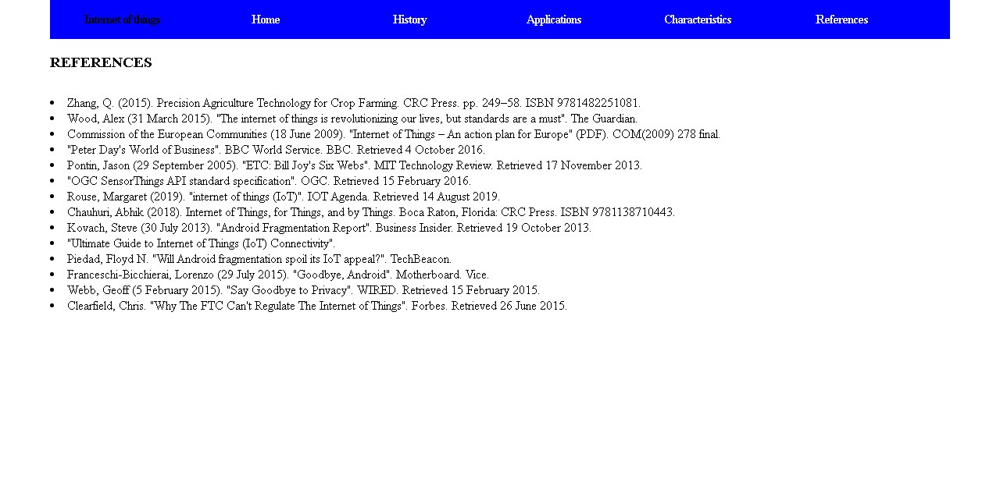 Internet of things Home History Applications Characteristics References
REFERENCES
• Zhang, Q. (2015). Precision Agriculture Technology for Crop Farming. CRC Press. pp. 249–58. ISBN 9781482251081.
• Wood, Alex (31 March 2015). "The internet of things is revolutionizing our lives, but standards are a must". The Guardian.
• Commission of the European Communities (18 June 2009). "Internet of Things – An action plan for Europe" (PDF). COM(2009) 278 final.
• "Peter Day's World of Business". BBC World Service. BBC. Retrieved 4 October 2016.
• Pontin, Jason (29 September 2005). "ETC: Bill Joy's Six Webs". MIT Technology Review. Retrieved 17 November 2013.
• "OGC SensorThings API standard specification". OGC. Retrieved 15 February 2016.
• Rouse, Margaret (2019). "internet of things (IoT)". IOT Agenda. Retrieved 14 August 2019.
• Chauhuri, Abhik (2018). Internet of Things, for Things, and by Things. Boca Raton, Florida: CRC Press. ISBN 9781138710443.
• Kovach, Steve (30 July 2013). "Android Fragmentation Report". Business Insider. Retrieved 19 October 2013.
• "Ultimate Guide to Internet of Things (IoT) Connectivity".
• Piedad, Floyd N. "Will Android fragmentation spoil its IoT appeal?". TechBeacon.
• Franceschi-Bicchierai, Lorenzo (29 July 2015). "Goodbye, Android". Motherboard. Vice.
• Webb, Geoff (5 February 2015). "Say Goodbye to Privacy". WIRED. Retrieved 15 February 2015.
• Clearfield, Chris. "Why The FTC Can't Regulate The Internet of Things". Forbes. Retrieved 26 June 2015.